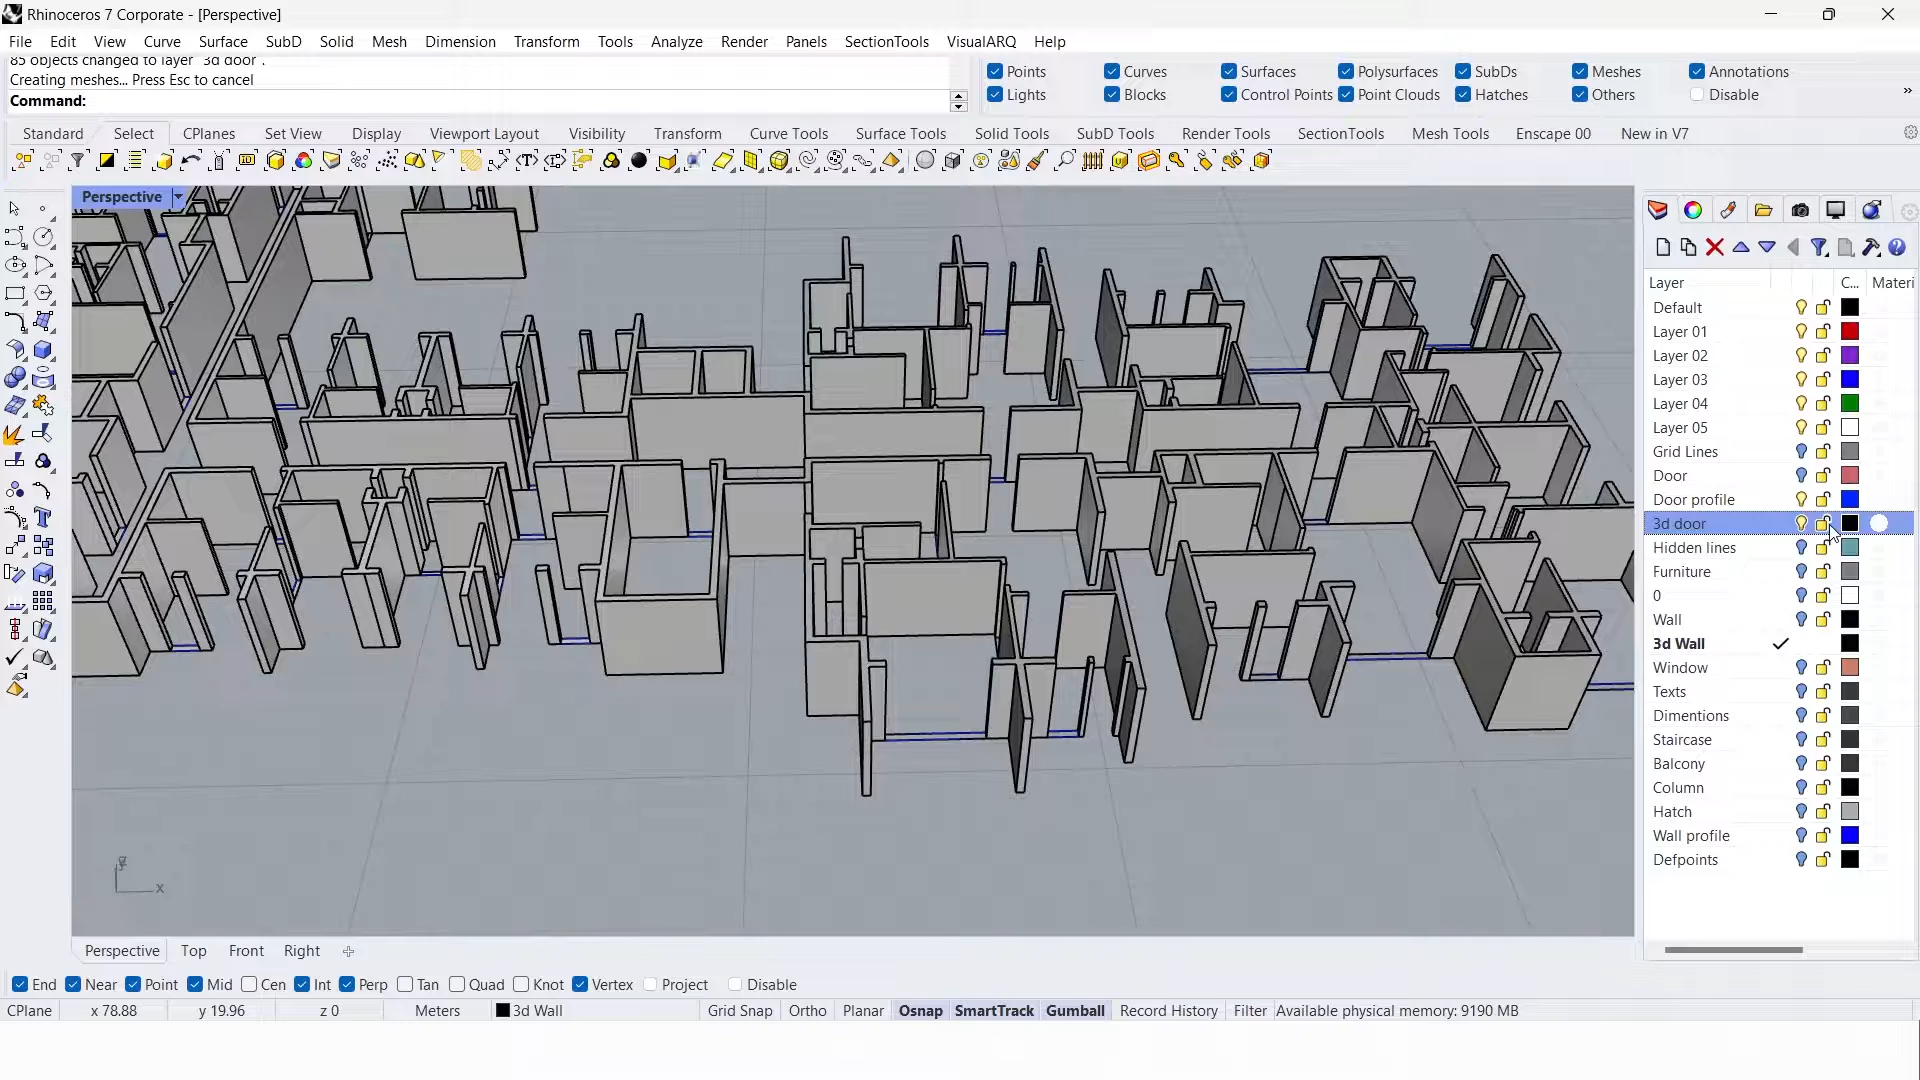 Rhinoceros 7 Corporate - [Perspective]
File Edit View Curve Surface SubD Solid Mesh Dimension Transform Tools Analyze Render Panels SectionTools VisualARQ Help
85 objects changed to layer "3d door".
Creating meshes... Press Esc to cancel
Command:
Points Curves Surfaces Polysurfaces SubDs Meshes Annotations
Lights Blocks Control Points Point Clouds Hatches Others Disable
Standard Select CPlanes Set View Display Viewport Layout Visibility Transform Curve Tools Surface Tools Solid Tools SubD Tools Render Tools SectionTools Mesh Tools Enscape 00 New in V7
Perspective
Layer C... Materi
Default
Layer 01
Layer 02
Layer 03
Layer 04
Layer 05
Grid Lines
Door
Door profile
3d door
Hidden lines
Furniture
0
Wall
3d Wall
Window
Texts
Dimentions
Staircase
Balcony
Column
Hatch
Wall profile
Defpoints
y
x
Perspective Top Front Right
End Near Point Mid Cen Int Perp Tan Quad Knot Vertex Project Disable
CPlane x 78.88 y 19.96 z 0 Meters 3d Wall Grid Snap Ortho Planar Osnap SmartTrack Gumball Record History Filter Available physical memory: 9190 MB